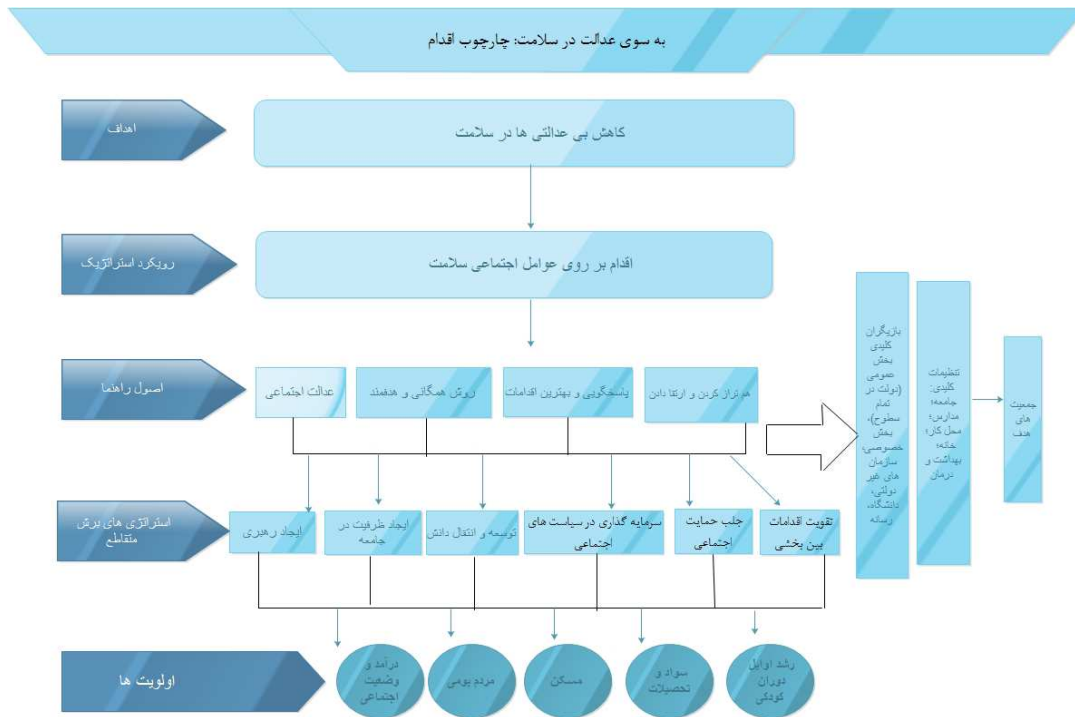 به سوی عدالت در سلامت: چارچوب اقدام
اهداف
کاهش بی عدالتی ها در سلامت
رویکرد استراتژیک
اقدام بر روی عوامل اجتماعی سلامت
اصول راهنما
هم تراز کردن و ارتقا دادن
پاسخگویی و بهترین اقدامات
روش همگانی و هدفمند
عدالت اجتماعی
بازیگران
کلیدی
بخش
عمومی
(دولت در
تمام
سطوح)،
بخش
خصوصی،
سازمان
های غیر
دولتی،
دانشگاه،
رسانه
تنظیمات
کلیدی:
جامعه؛
مدارس؛
محل کار؛
خانه؛
بهداشت و
درمان
جمعیت
های
هدف
استراتژی های برش
متقاطع
تقویت اقدامات
بین بخشی
جلب حمایت
اجتماعی
سرمایه گذاری در سیاست های
اجتماعی
توسعه و انتقال دانش
ایجاد ظرفیت در
جامعه
ایجاد رهبری
اولویت ها
رشد اوایل
دوران
کودکی
سواد و
تحصیلات
مسکن
مردم بومی
درآمد و
وضعیت
اجتماعی